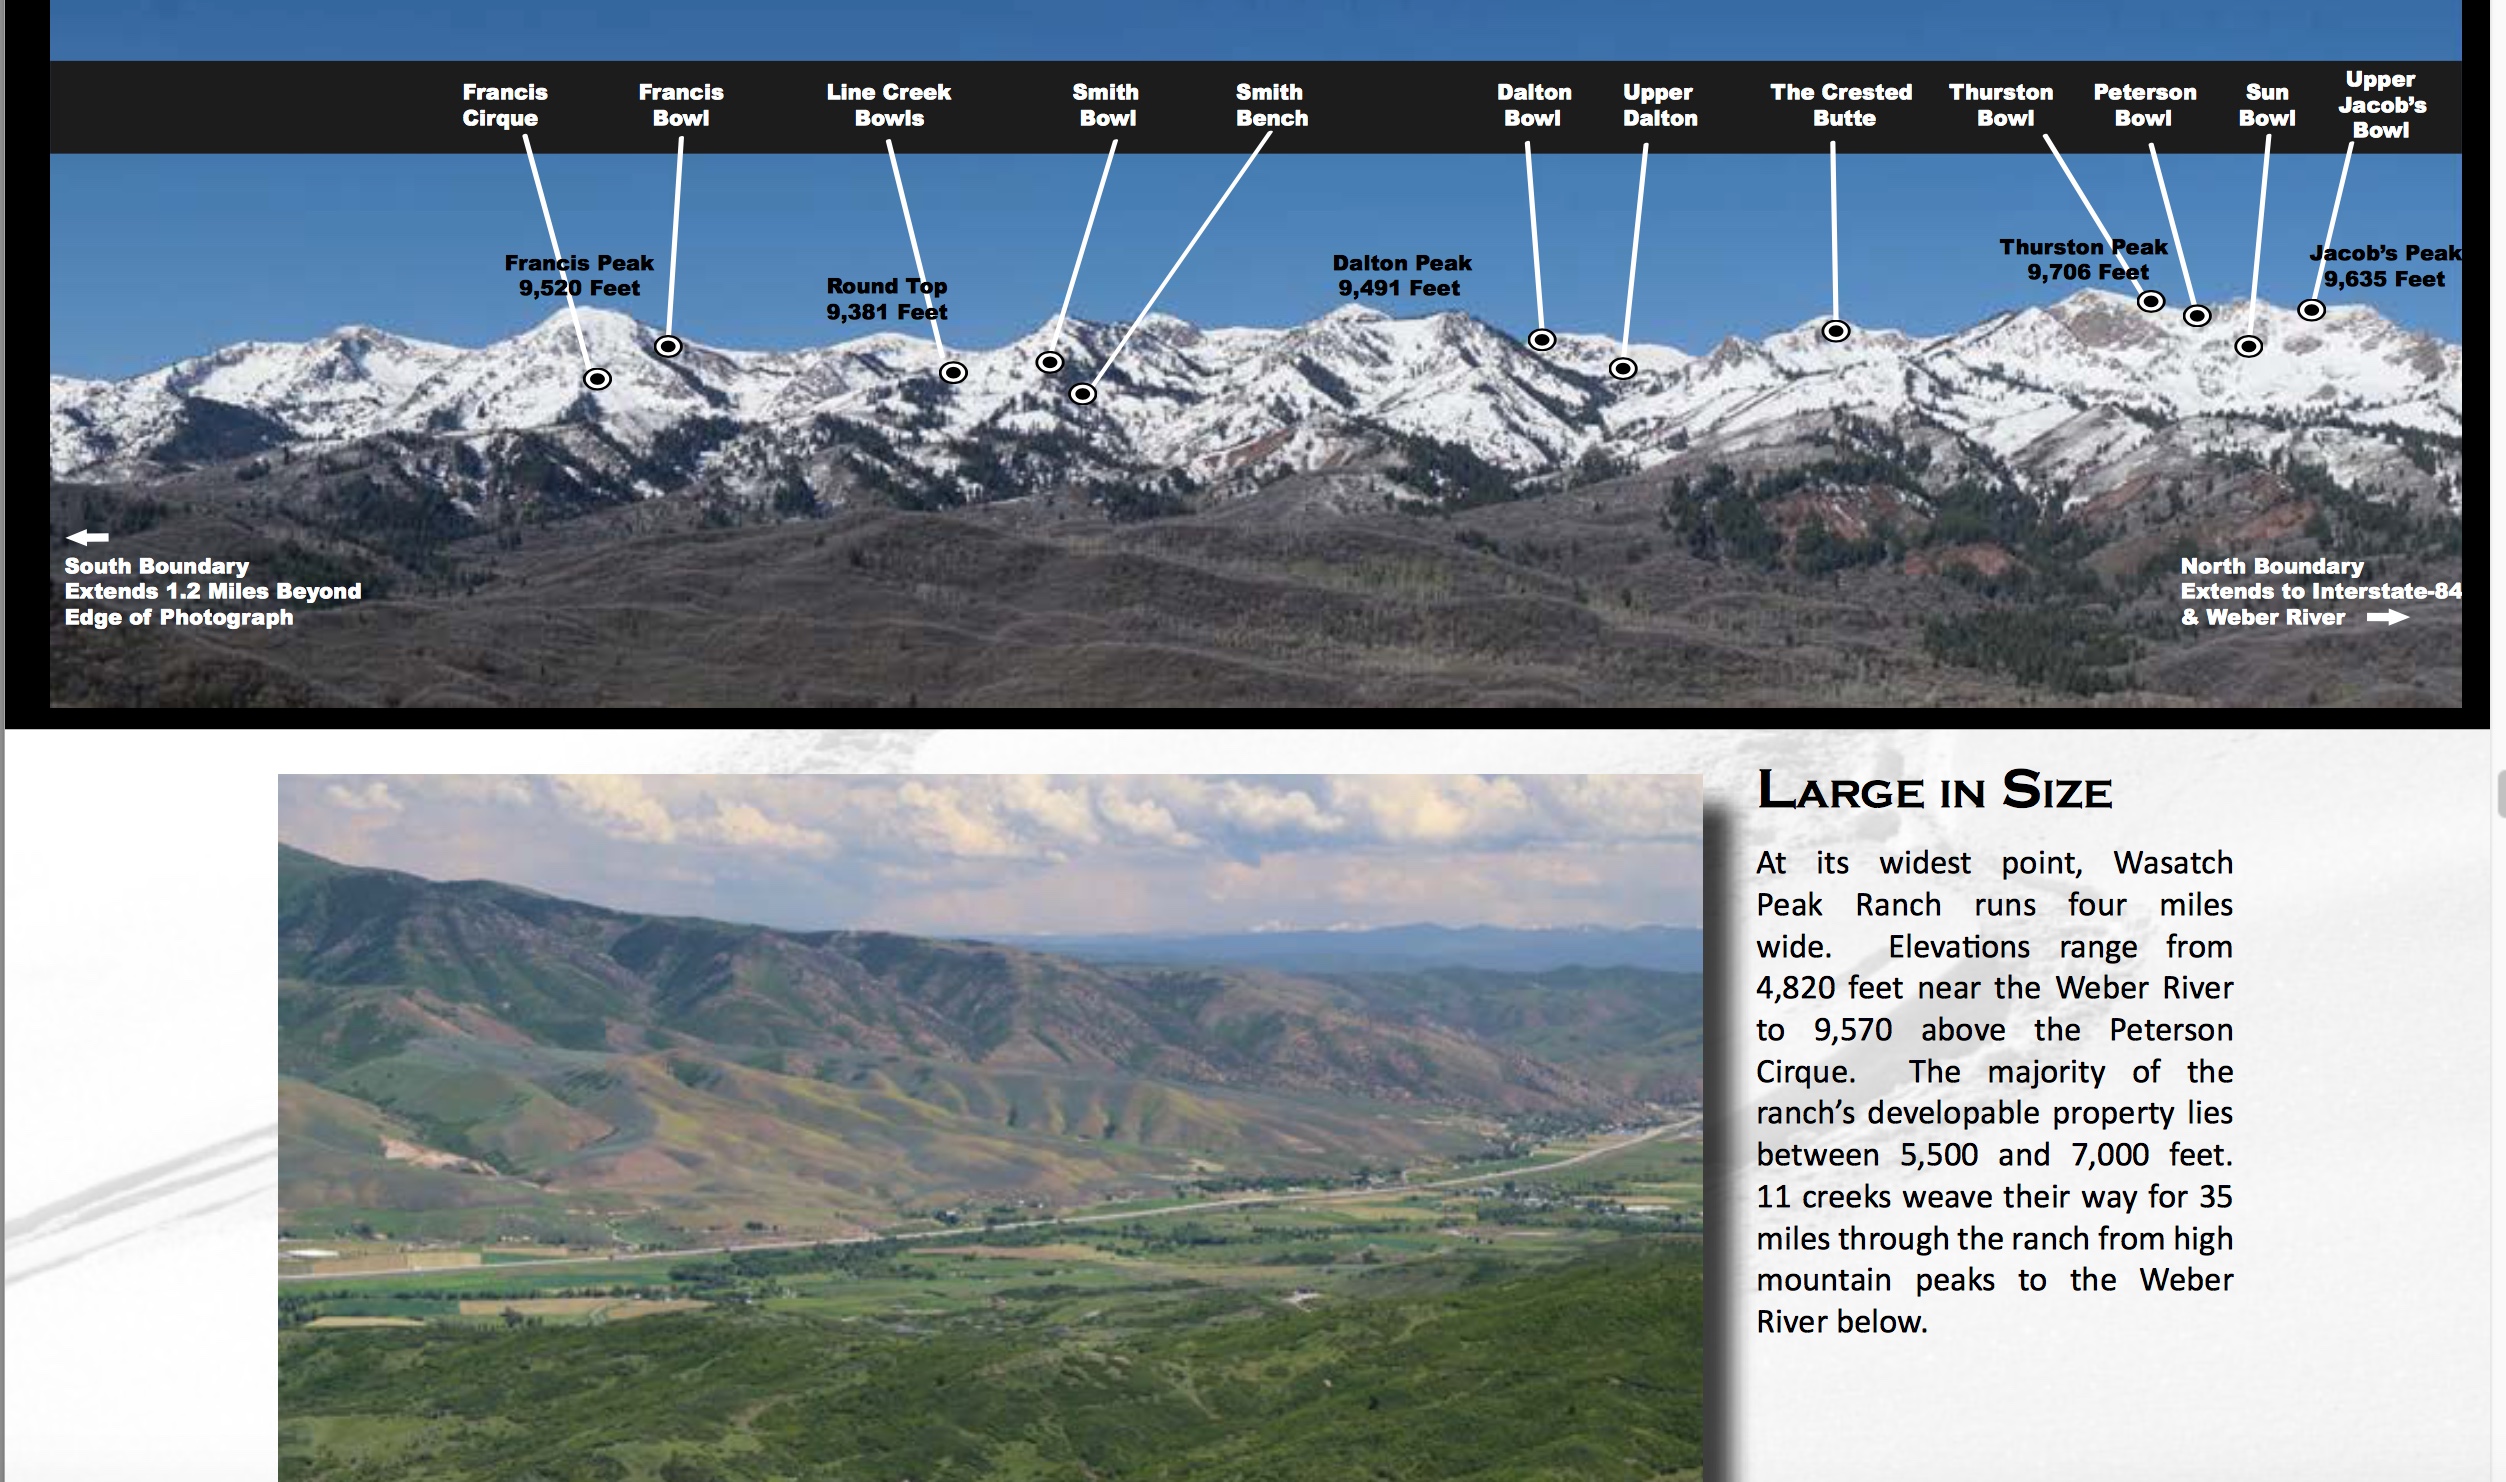 Francis
Cirque
Francis
Bowl
Line Creek
Bowls
Smith
Bowl
Smith
Bench
Dalton
Bowl
Upper
Dalton
The Crested
Butte
Thurston
Bowl
Peterson
Bowl
Sun
Bowl
Upper
Jacob's
Bowl
Francis Peak
9,520 Feet
Round Top
9,381 Feet
Dalton Peak
9,491 Feet
Thurston Peak
9,706 Feet
Jacob's Peak
9,635 Feet
South Boundary
Extends 1.2 Miles Beyond
Edge of Photograph
North Boundary
Extends to Interstate-84
& Weber River
Large in Size
At its widest point, Wasatch
Peak Ranch runs four miles
wide. Elevations range from
4,820 feet near the Weber River
to 9,570 above the Peterson
Cirque. The majority of the
ranch's developable property lies
between 5,500 and 7,000 feet.
11 creeks weave their way for 35
miles through the ranch from high
mountain peaks to the Weber
River below.